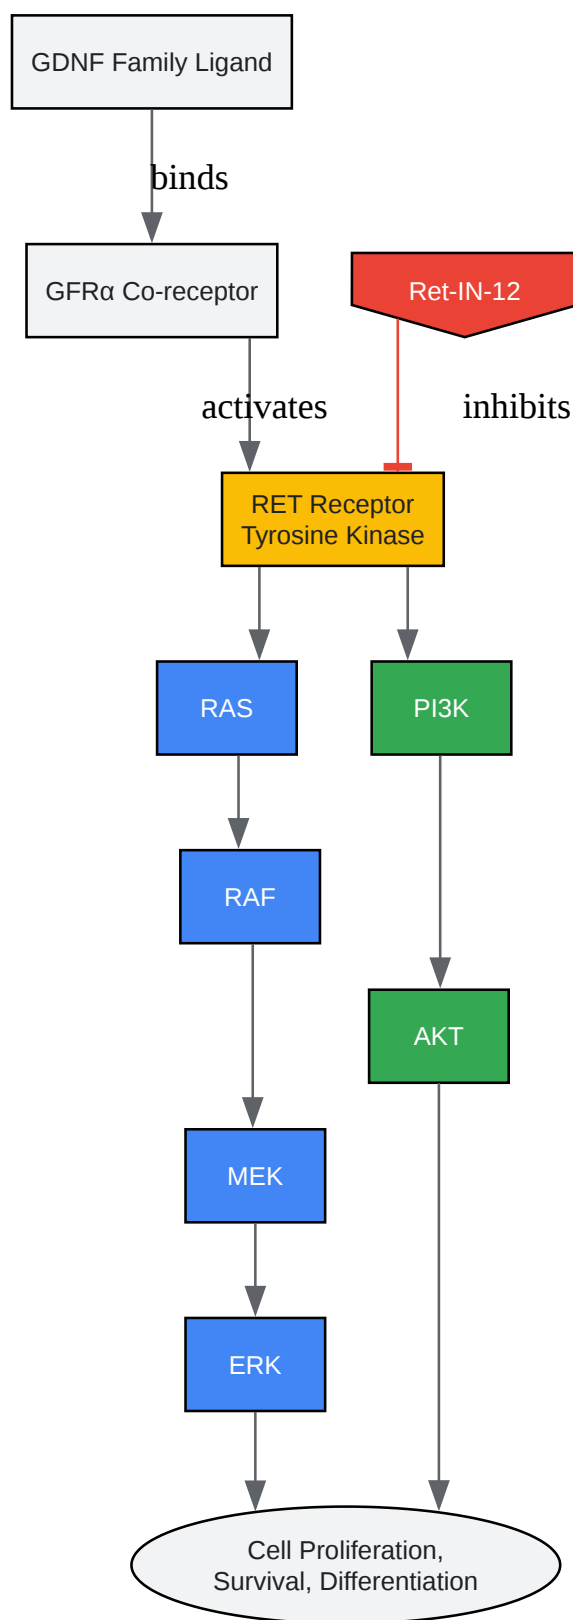 GDNF Family Ligand
binds
GFRα Co-receptor
Ret-IN-12
activates
inhibits
RET Receptor
Tyrosine Kinase
RAS
PI3K
RAF
AKT
MEK
ERK
Cell Proliferation,
Survival, Differentiation